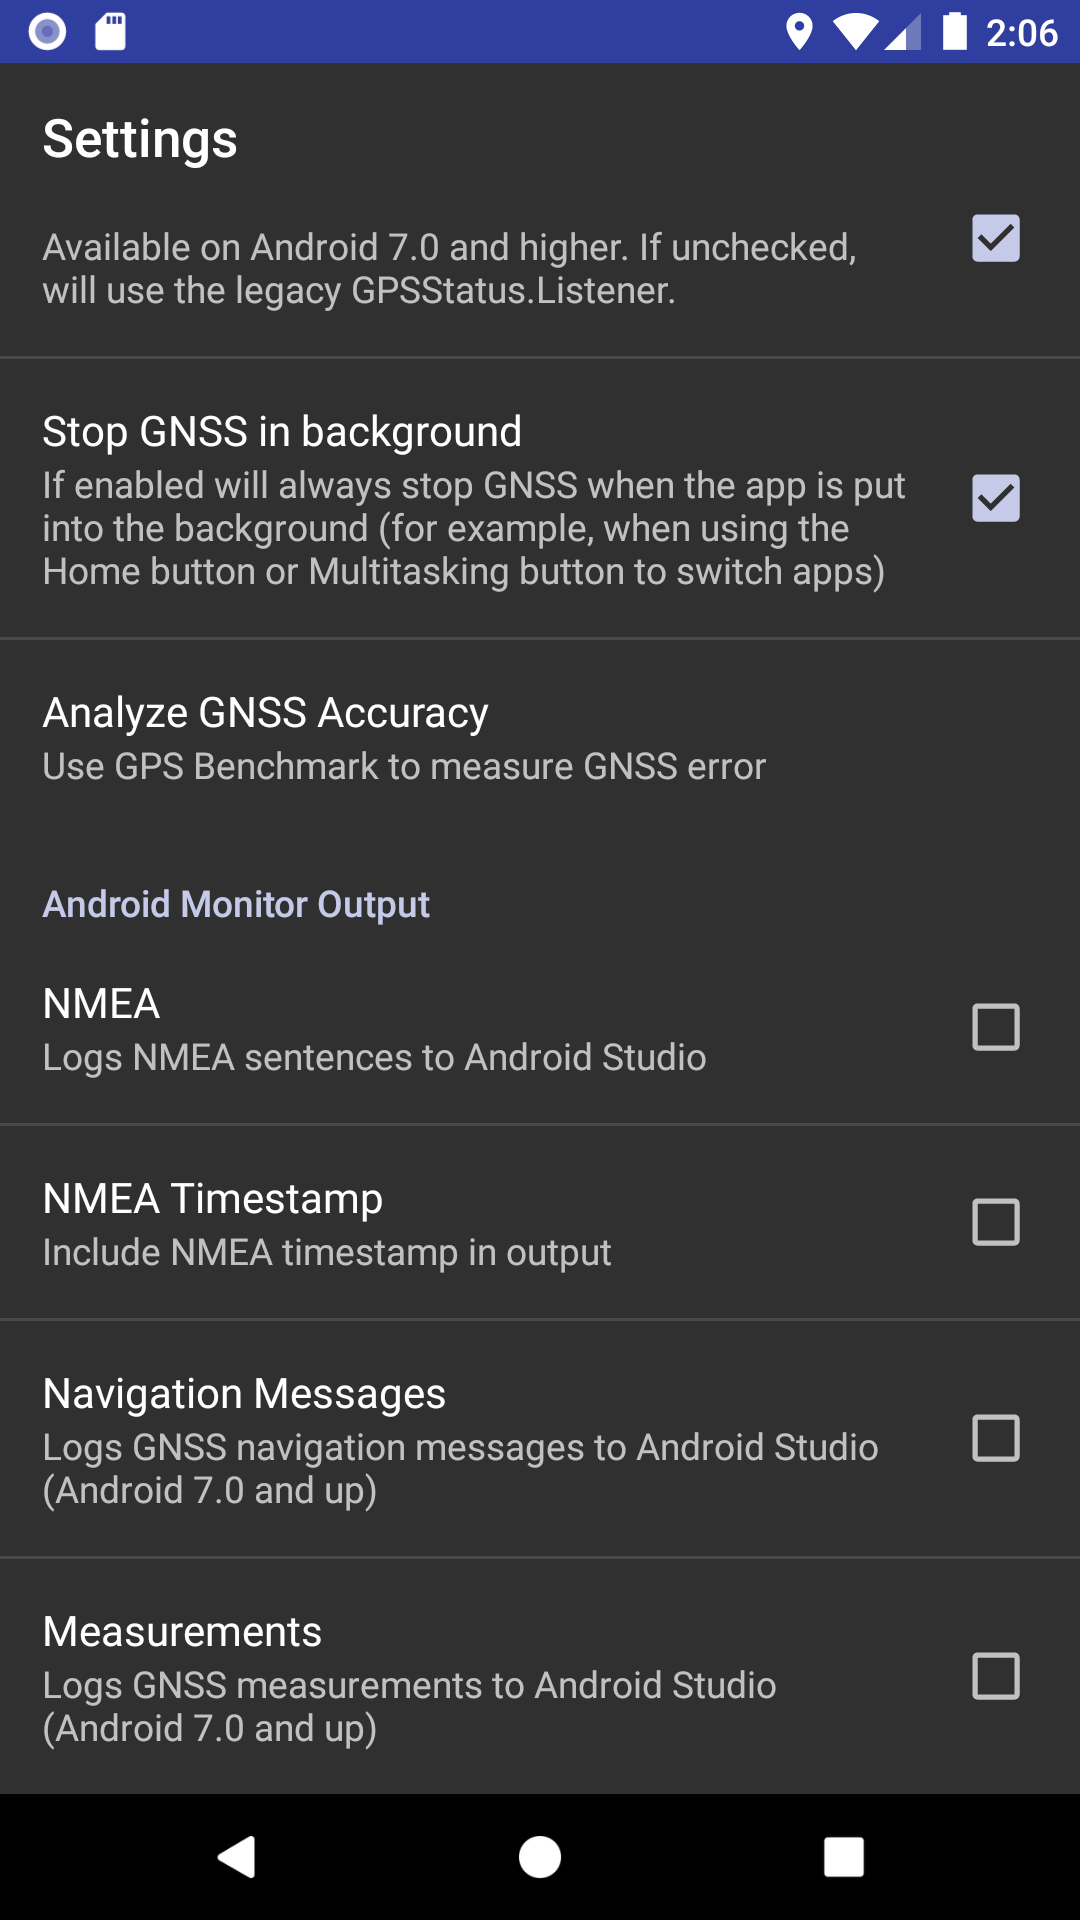 2:06
Settings
Available on Android 7.0 and higher. If unchecked,
will use the legacy GPSStatus.Listener.
Stop GNSS in background
If enabled will always stop GNSS when the app is put
into the background (for example, when using the
Home button or Multitasking button to switch apps)
Analyze GNSS Accuracy
Use GPS Benchmark to measure GNSS error
Android Monitor Output
NMEA
Logs NMEA sentences to Android Studio
NMEA Timestamp
Include NMEA timestamp in output
Navigation Messages
Logs GNSS navigation messages to Android Studio
(Android 7.0 and up)
Measurements
Logs GNSS measurements to Android Studio
(Android 7.0 and up)